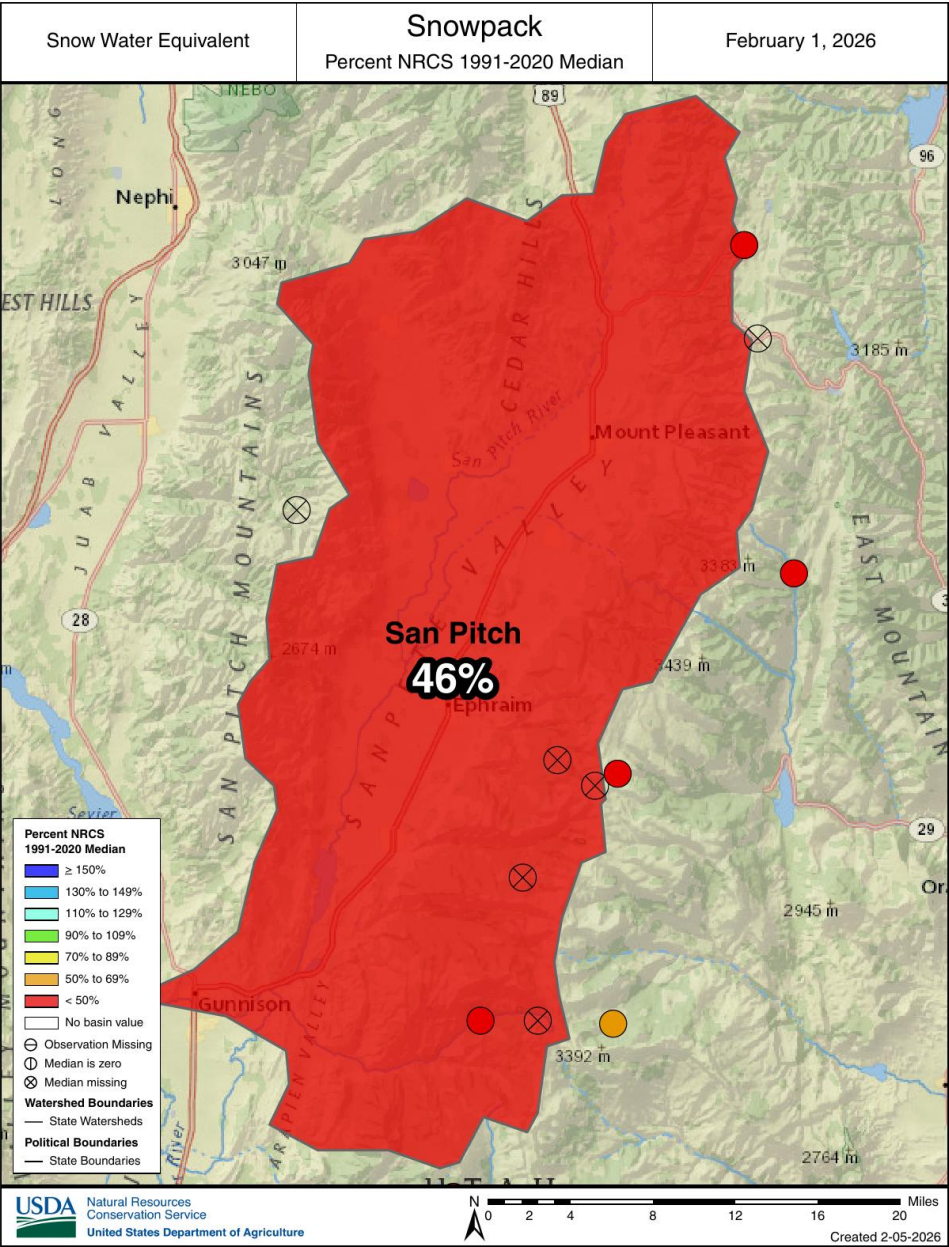 Snow Water Equivalent
Snowpack
Percent NRCS 1991-2020 Median
February 1, 2026
NEBO
89
LONG
96
Nephi
3047 m
EST HILLS
CEDAR HILLS
3185 m
JUAB VALLEY
SAN PITCH MOUNTAINS
San Pitch River
Mount Pleasant
SANPETE VALLEY
EAST MOUNTAIN
3383 m
28
2674 m
San Pitch
46%
3439 m
Ephraim
m
Sevier
29
Or
2945 m
Gunnison
ARAPIEN VALLEY
3392 m
River
2764 m
UTAH
Percent NRCS
1991-2020 Median
≥ 150%
130% to 149%
110% to 129%
90% to 109%
70% to 89%
50% to 69%
< 50%
No basin value
Observation Missing
Median is zero
Median missing
Watershed Boundaries
State Watersheds
Political Boundaries
State Boundaries
USDA
Natural Resources
Conservation Service
United States Department of Agriculture
N
Miles
0 2 4 8 12 16 20
Created 2-05-2026